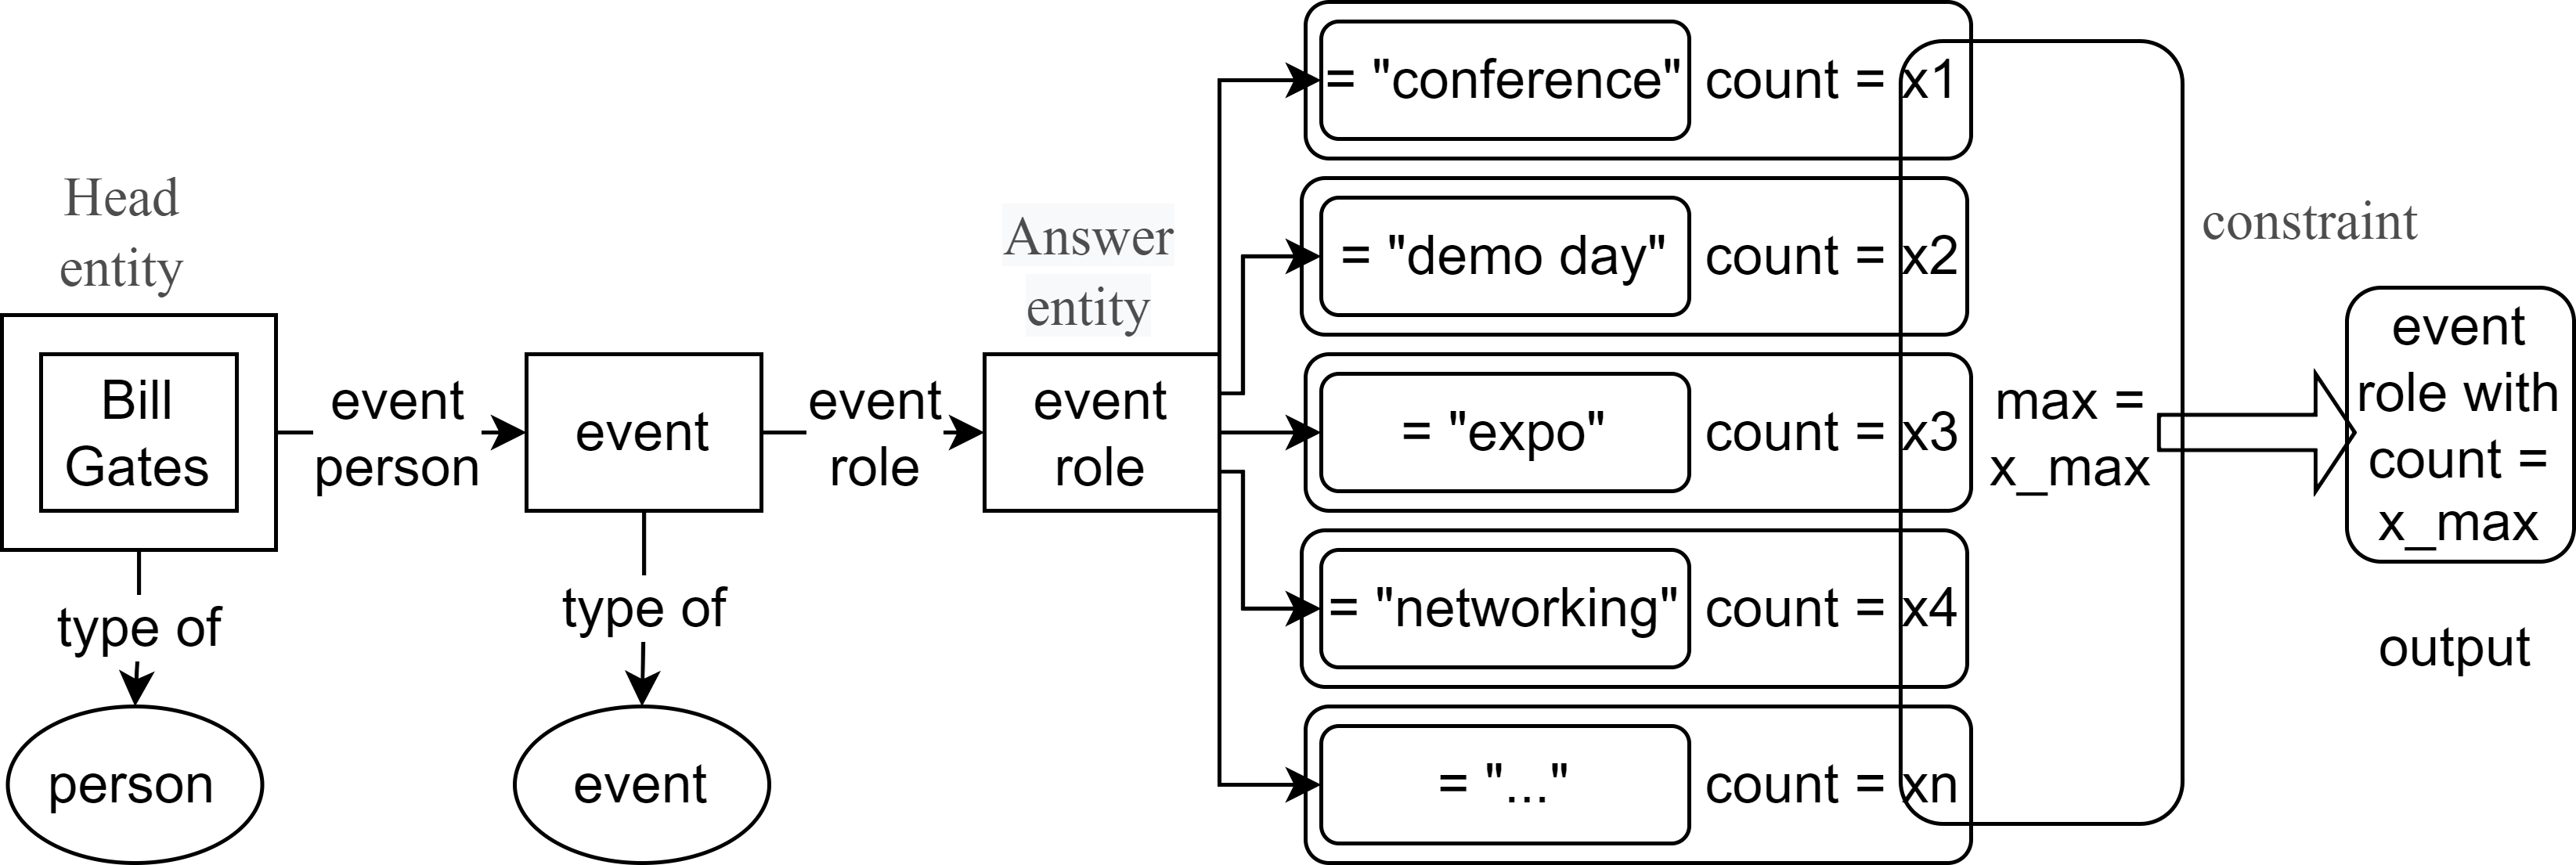 Head
entity
Bill
Gates
type of
person
event
person
event
type of
event
event
role
Answer
entity
event
role
= "conference" count = x1
= "demo day" count = x2
= "expo" count = x3
= "networking" count = x4
= "..." count = xn
max =
x_max
constraint
event
role with
count =
x_max
output